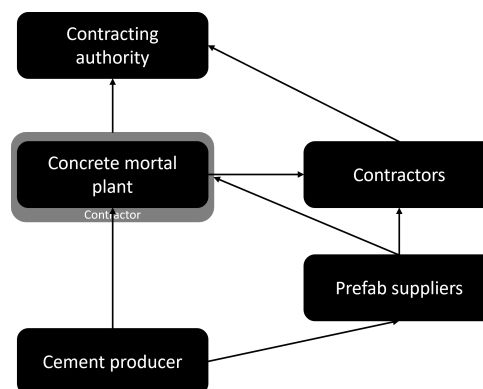 Contracting
authority
Concrete mortal
plant
Contractor
Contractors
Prefab suppliers
Cement producer